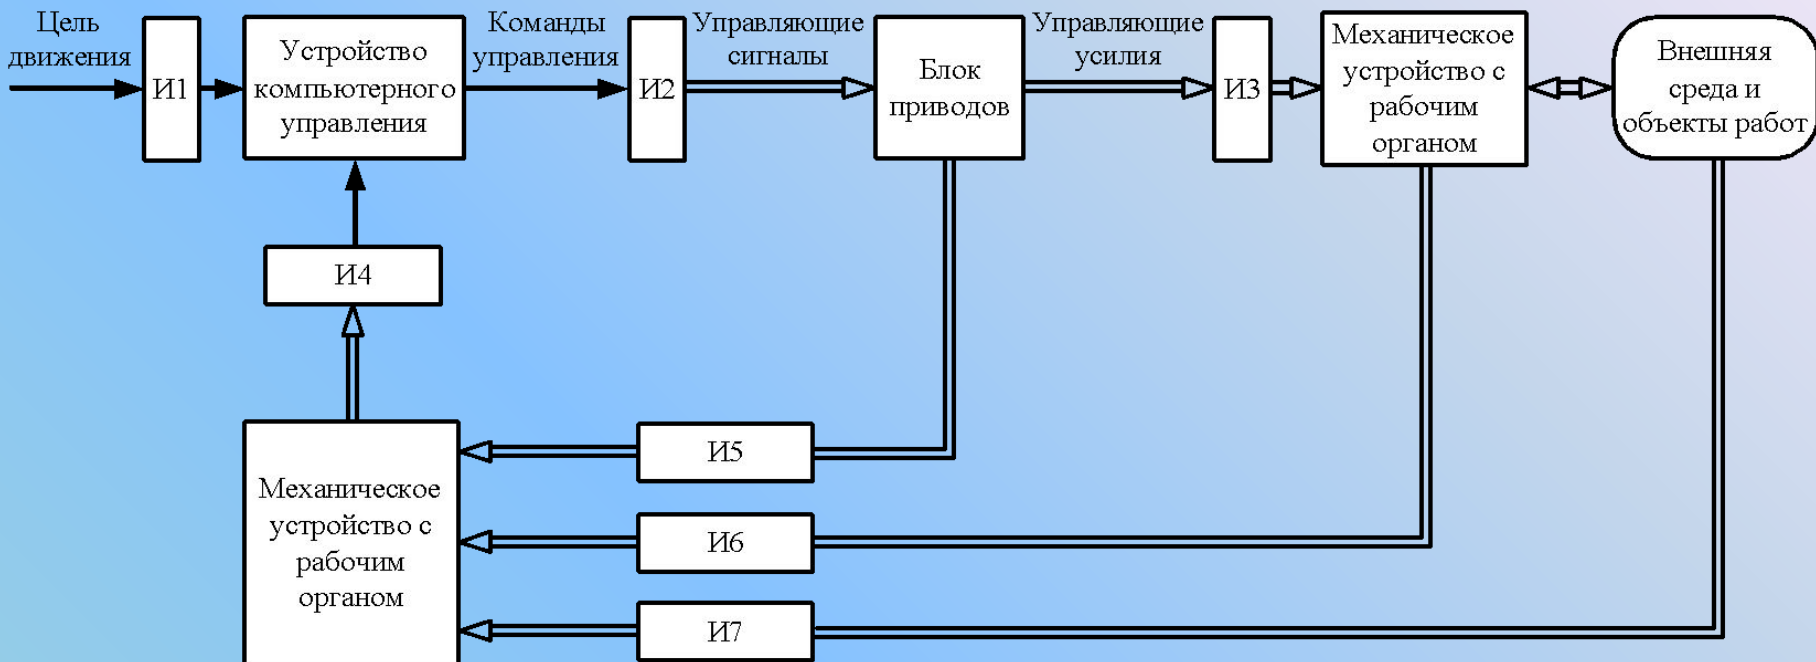 Цель
движения
И1
Устройство
компьютерного
управления
Команды
управления
И2
Управляющие
сигналы
Блок
приводов
Управляющие
усилия
И3
Механическое
устройство с
рабочим
органом
Внешняя
среда и
объекты работ
И4
Механическое
устройство с
рабочим
органом
И5
И6
И7